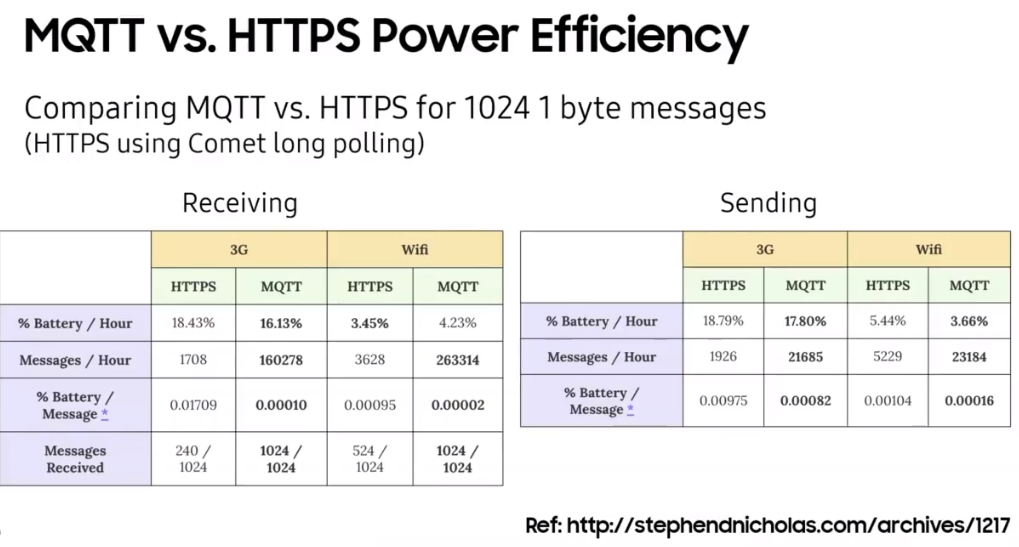 MQTT vs. HTTPS Power Efficiency
Comparing MQTT vs. HTTPS for 1024 1 byte messages
(HTTPS using Comet long polling)
Receiving
3G Wifi
HTTPS MQTT HTTPS MQTT
% Battery / Hour 18.43% 16.13% 3.45% 4.23%
Messages / Hour 1708 160278 3628 263314
% Battery /
Message * 0.01709 0.00010 0.00095 0.00002
Messages
Received 240 /
1024 1024 /
1024 524 /
1024 1024 /
1024
Sending
3G Wifi
HTTPS MQTT HTTPS MQTT
% Battery / Hour 18.79% 17.80% 5.44% 3.66%
Messages / Hour 1926 21685 5229 23184
% Battery /
Message * 0.00975 0.00082 0.00104 0.00016
Ref: http://stephendnicholas.com/archives/1217